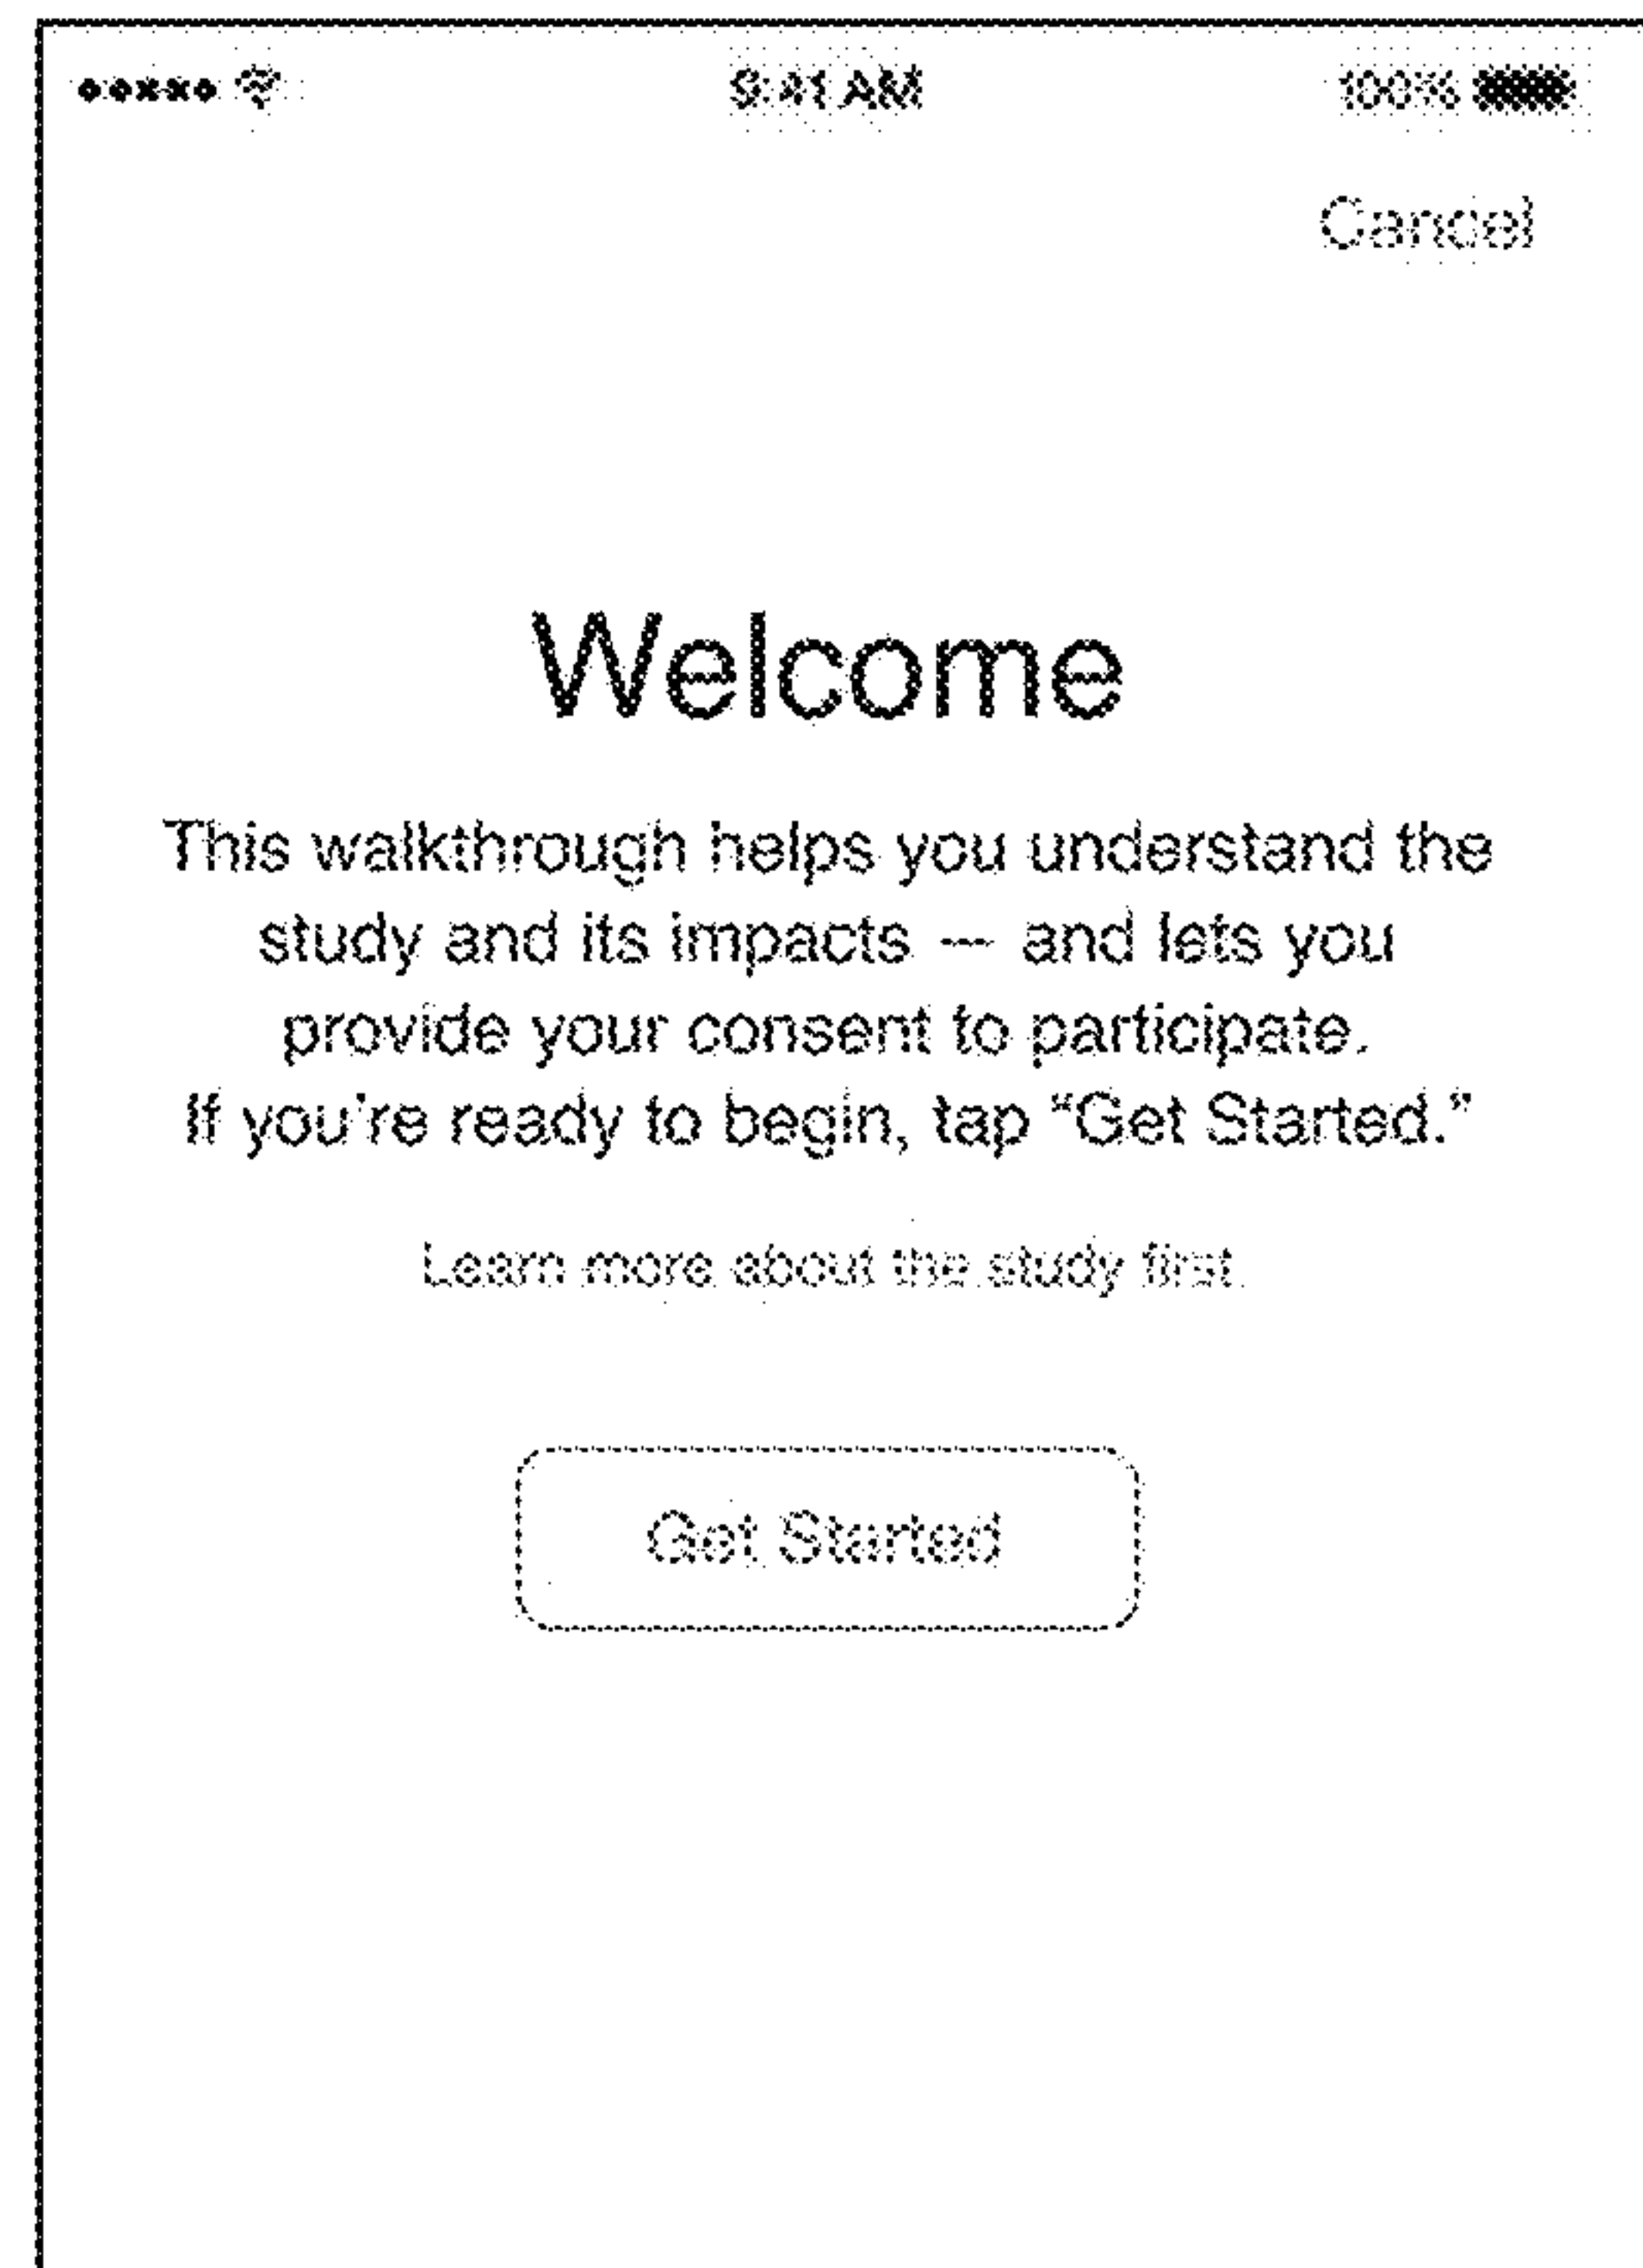 9:41 AM 100%
Cancel
Welcome
This walkthrough helps you understand the
study and its impacts — and lets you
provide your consent to participate.
If you're ready to begin, tap “Get Started.”
Learn more about the study first
Get Started